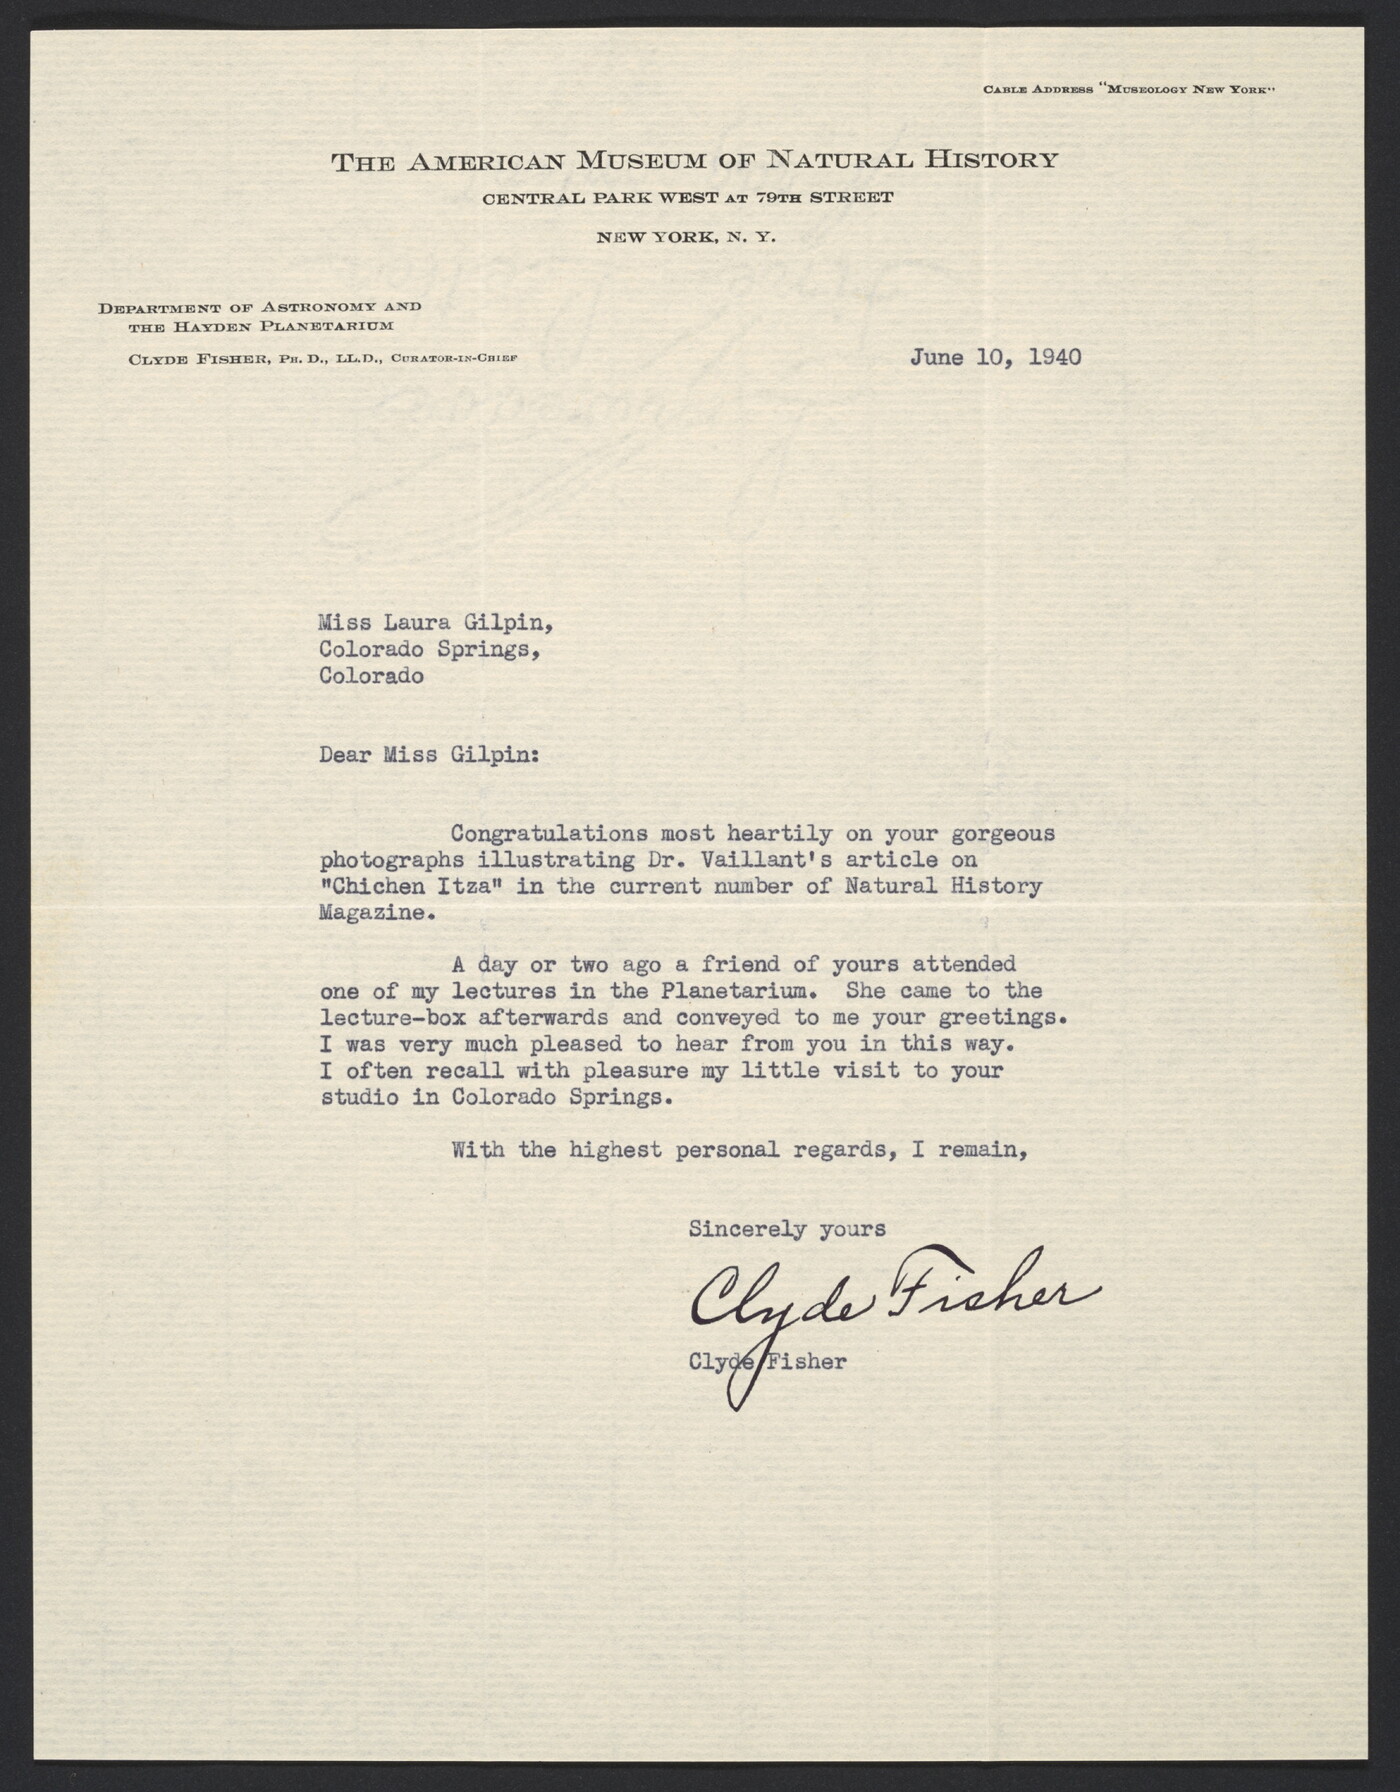 CABLE ADDRESS "MUSEOLOGY NEW YORK"
THE AMERICAN MUSEUM OF NATURAL HISTORY
CENTRAL PARK WEST AT 79TH STREET
NEW YORK, N. Y.
DEPARTMENT OF ASTRONOMY AND
THE HAYDEN PLANETARIUM
CLYDE FISHER, PH. D., LL.D., CURATOR-IN-CHIEF
June 10, 1940
Miss Laura Gilpin,
Colorado Springs,
Colorado
Dear Miss Gilpin:
Congratulations most heartily on your gorgeous
photographs illustrating Dr. Vaillant's article on
"Chichen Itza" in the current number of Natural History
Magazine.
A day or two ago a friend of yours attended
one of my lectures in the Planetarium. She came to the
lecture-box afterwards and conveyed to me your greetings.
I was very much pleased to hear from you in this way.
I often recall with pleasure my little visit to your
studio in Colorado Springs.
With the highest personal regards, I remain,
Sincerely yours
Clyde Fisher
Clyde Fisher